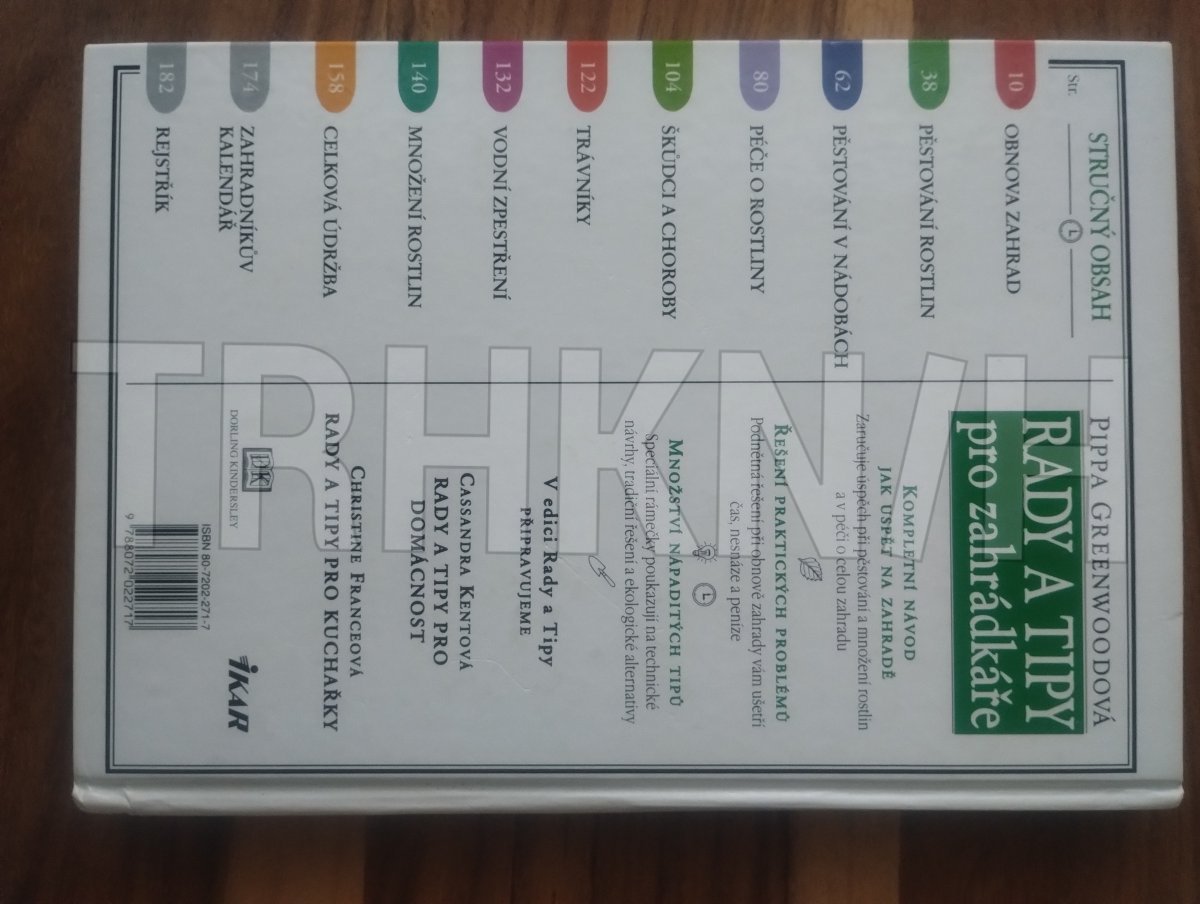 STRUČNÝ OBSAH
Str.
10 OBNOVA ZAHRAD
38 PĚSTOVÁNÍ ROSTLIN
62 PĚSTOVÁNÍ V NÁDOBÁCH
80 PÉČE O ROSTLINY
104 ŠKŮDCI A CHOROBY
122 TRÁVNÍKY
132 VODNÍ ZPESTŘENÍ
140 MNOŽENÍ ROSTLIN
158 CELKOVÁ ÚDRŽBA
174 ZAHRADNÍKŮV
KALENDÁŘ
182 REJSTŘÍK
PIPPA GREENWOODOVÁ
RADY A TIPY
pro zahrádkáře
KOMPLETNÍ NÁVOD
JAK USPĚT NA ZAHRADĚ
Zaručuje úspěch při pěstování a množení rostlin
a v péči o celou zahradu
ŘEŠENÍ PRAKTICKÝCH PROBLÉMŮ
Podnětná řešení při obnově zahrady vám ušetří
čas, nesnáze a peníze
MNOŽSTVÍ NÁPADITÝCH TIPŮ
Speciální rámečky poukazují na technické
návrhy, tradiční řešení a ekologické alternativy
V edici Rady a Tipy
PŘIPRAVUJEME
CASSANDRA KENTOVÁ
RADY A TIPY PRO
DOMÁCNOST
CHRISTINE FRANCEOVÁ
RADY A TIPY PRO KUCHAŘKY
DK
DORLING KINDERSLEY
ISBN 80-7202-271-7
9 788072 022717
IKAR
TRHKNIH